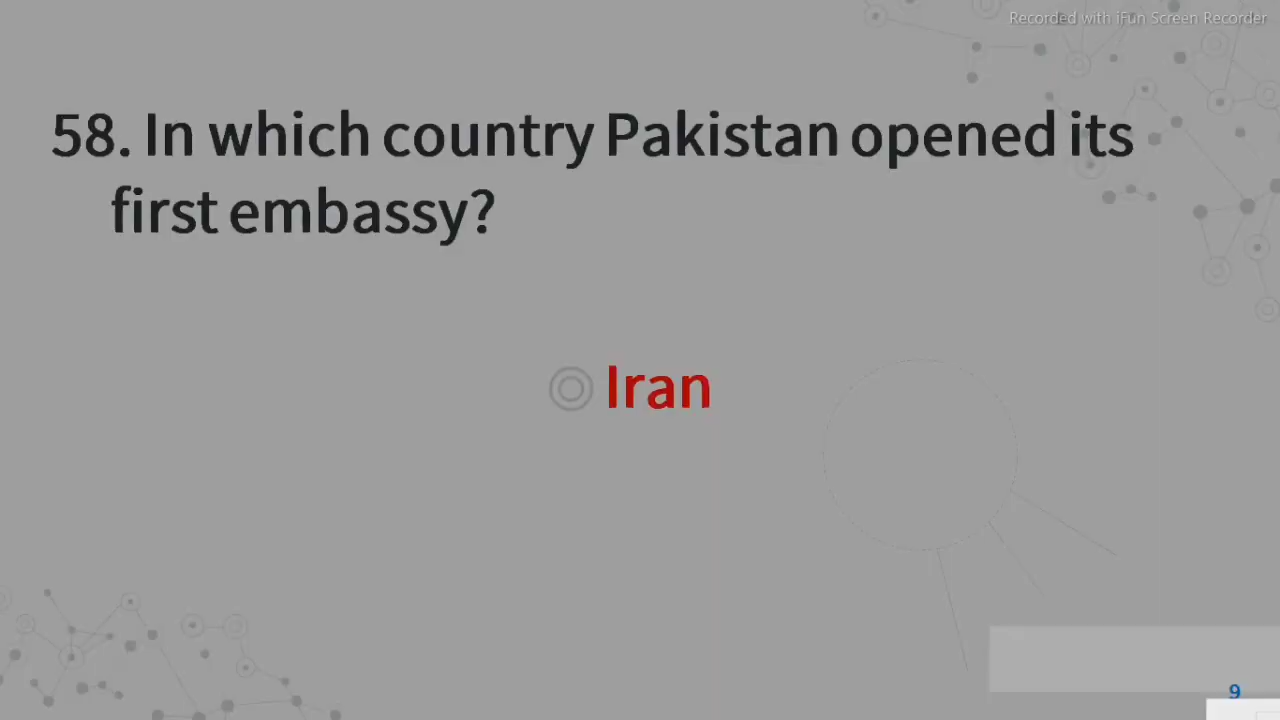 Recorded with iFun Screen Recorder
58. In which country Pakistan opened its
first embassy?
Iran
9